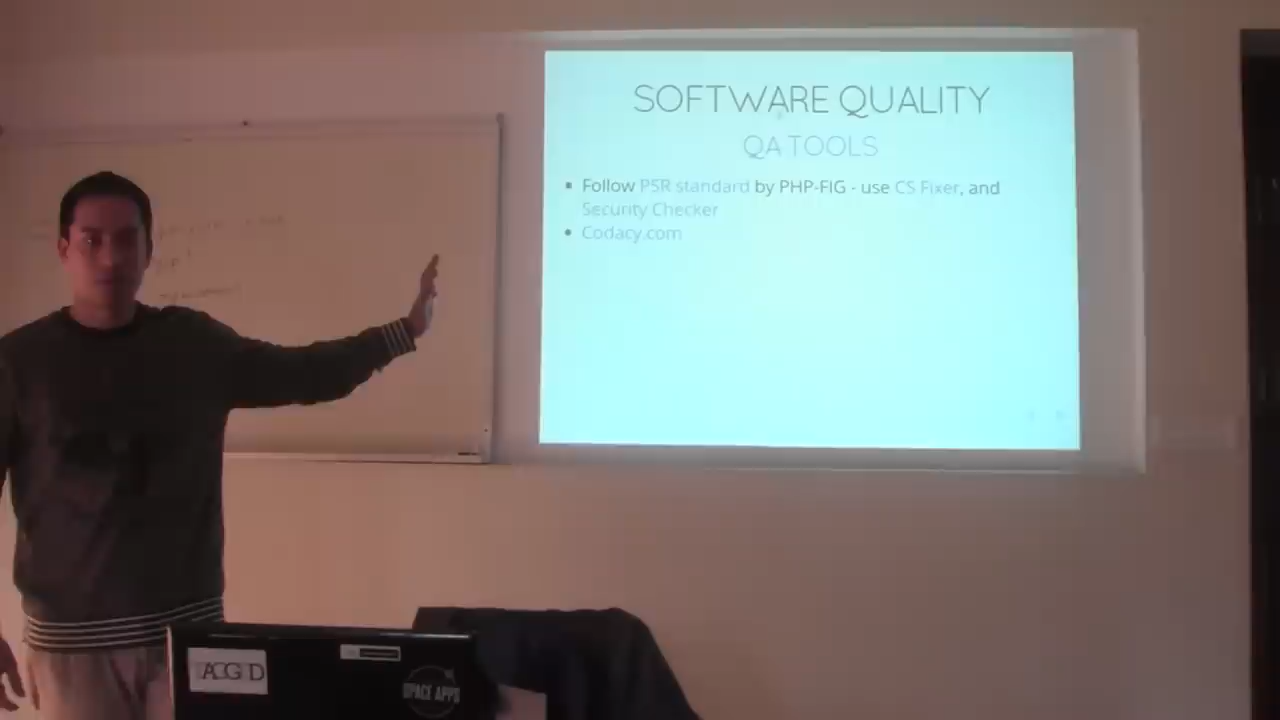 SOFTWARE QUALITY
QA TOOLS
▪ Follow PSR standard by PHP-FIG - use CS Fixer, and
Security Checker
• Codacy.com
SPACE APPS